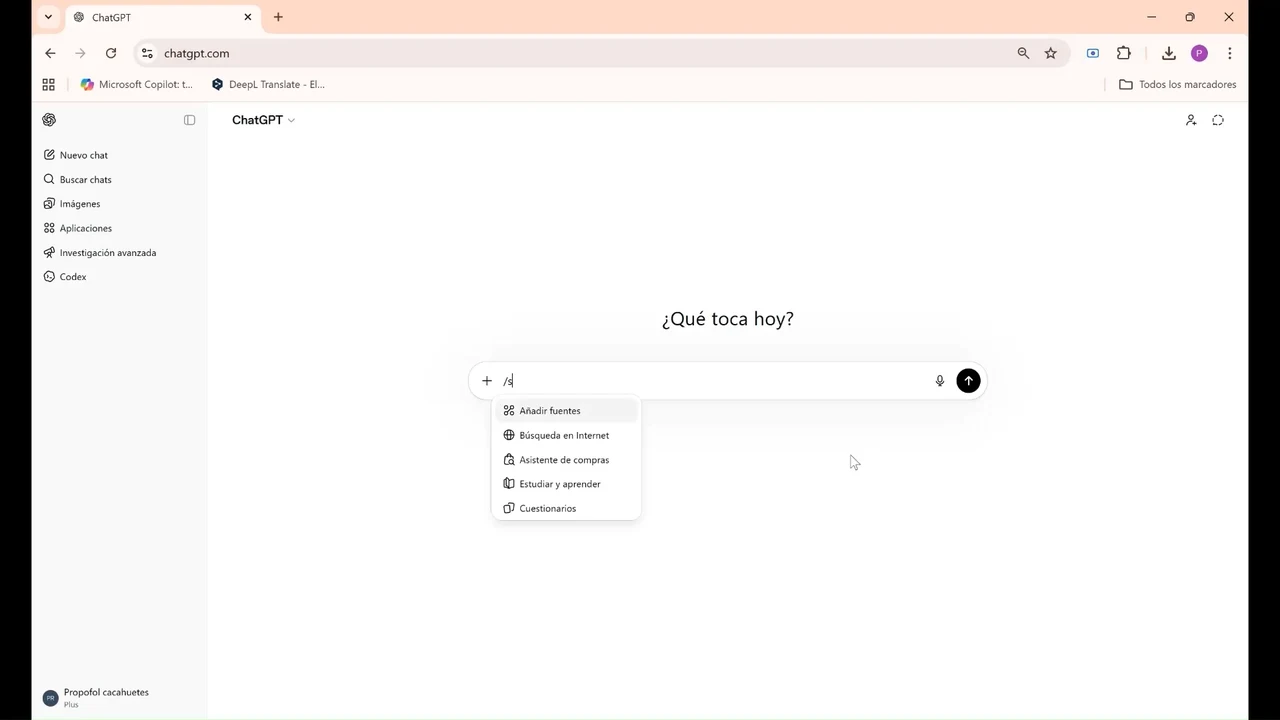 ChatGPT
chatgpt.com
P
Microsoft Copilot: t...
DeepL Translate - El...
Todos los marcadores
ChatGPT
Nuevo chat
Buscar chats
Imágenes
Aplicaciones
Investigación avanzada
Codex
¿Qué toca hoy?
/s
Añadir fuentes
Búsqueda en Internet
Asistente de compras
Estudiar y aprender
Cuestionarios
PR
Propofol cacahuetes
Plus